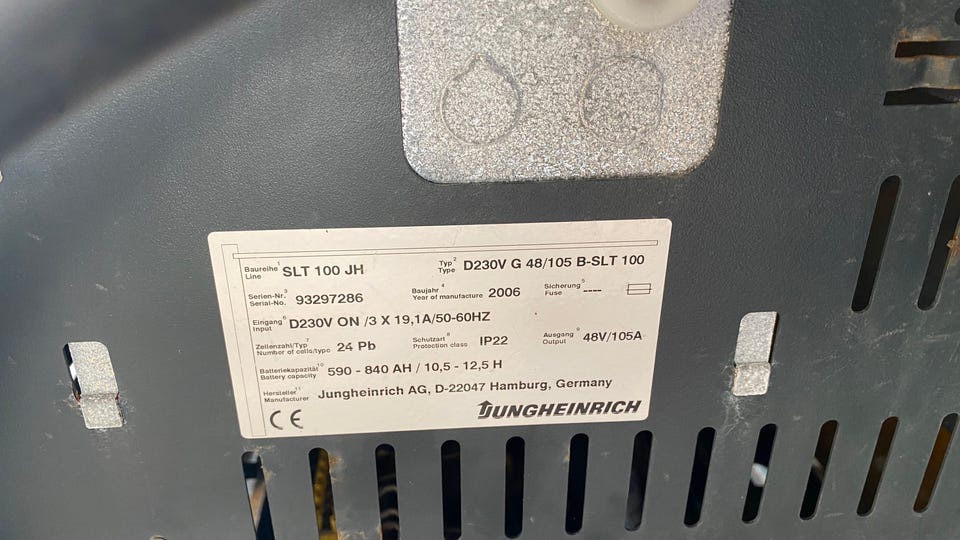 Baureihe 1 Line SLT 100 JH Typ 2 Type D230V G 48/105 B-SLT 100
Serien-Nr. 3 Serial-No. 93297286 Baujahr 4 Year of manufacture 2006 Sicherung 5 Fuse ----
Eingang 6 Input D230V ON /3 X 19,1A/50-60HZ
Zellenzahl/Typ 7 Number of cells/type 24 Pb Schutzart 8 Protection class IP22 Ausgang 9 Output 48V/105A
Batteriekapazität 10 Battery capacity 590 - 840 AH / 10,5 - 12,5 H
Hersteller 11 Manufacturer Jungheinrich AG, D-22047 Hamburg, Germany
CE JUNGHEINRICH